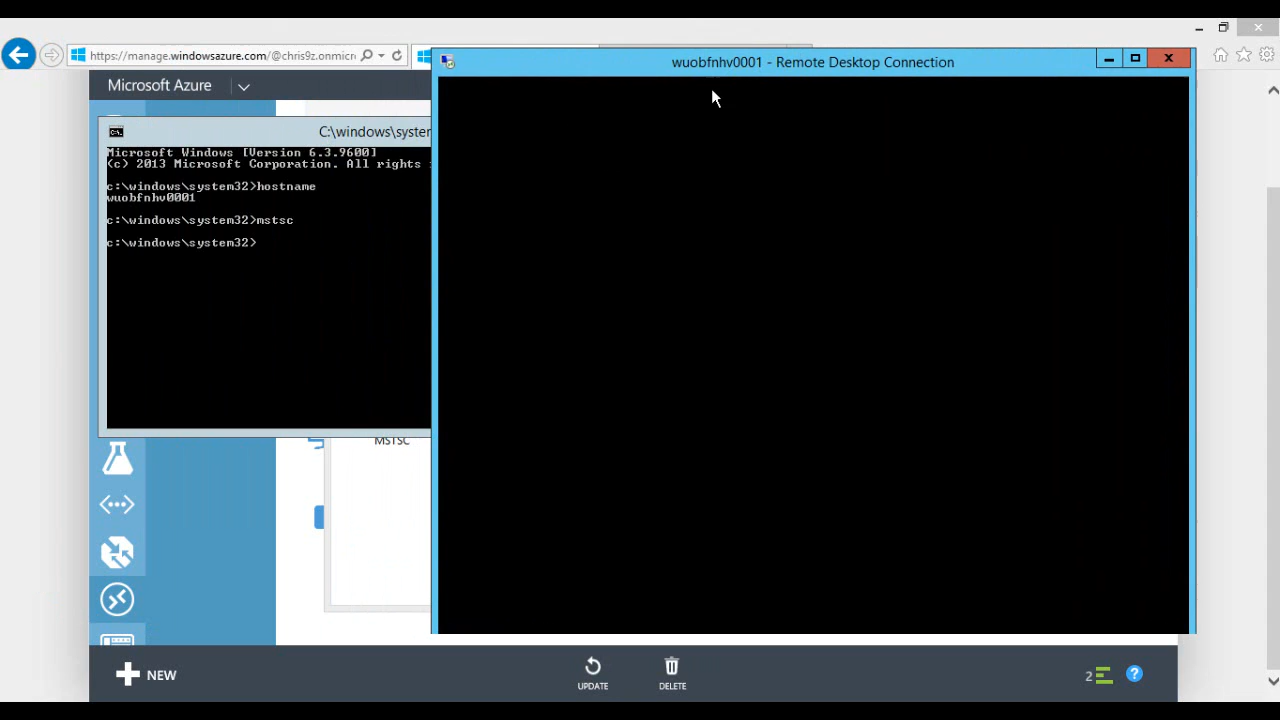 https://manage.windowsazure.com/@chris9z.onmicr
wuobfnhv0001 - Remote Desktop Connection
Microsoft Azure
C:\windows\system
Microsoft Windows [Version 6.3.9600]
(c) 2013 Microsoft Corporation. All rights
c:\windows\system32>hostname
wuobfnhv0001
c:\windows\system32>mstsc
c:\windows\system32>
MSTSC
NEW
UPDATE
DELETE
2
?